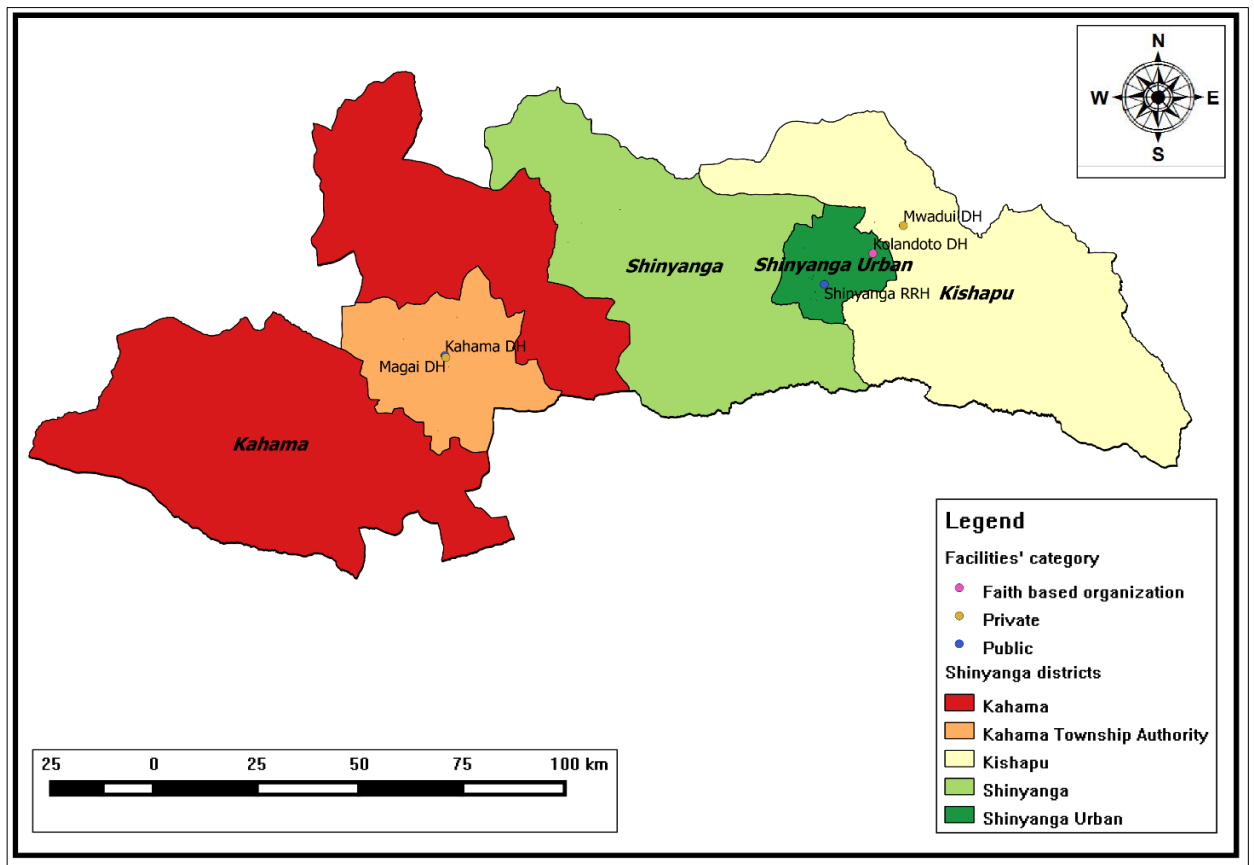 N
W E
S
Mwadui DH
Kolandoto DH
Shinyanga
Shinyanga Urban
Shinyanga RRH
Kishapu
Kahama DH
Magai DH
Kahama
Legend
Facilities' category
Faith based organization
Private
Public
Shinyanga districts
Kahama
Kahama Township Authority
Kishapu
Shinyanga
Shinyanga Urban
25 0 25 50 75 100 km